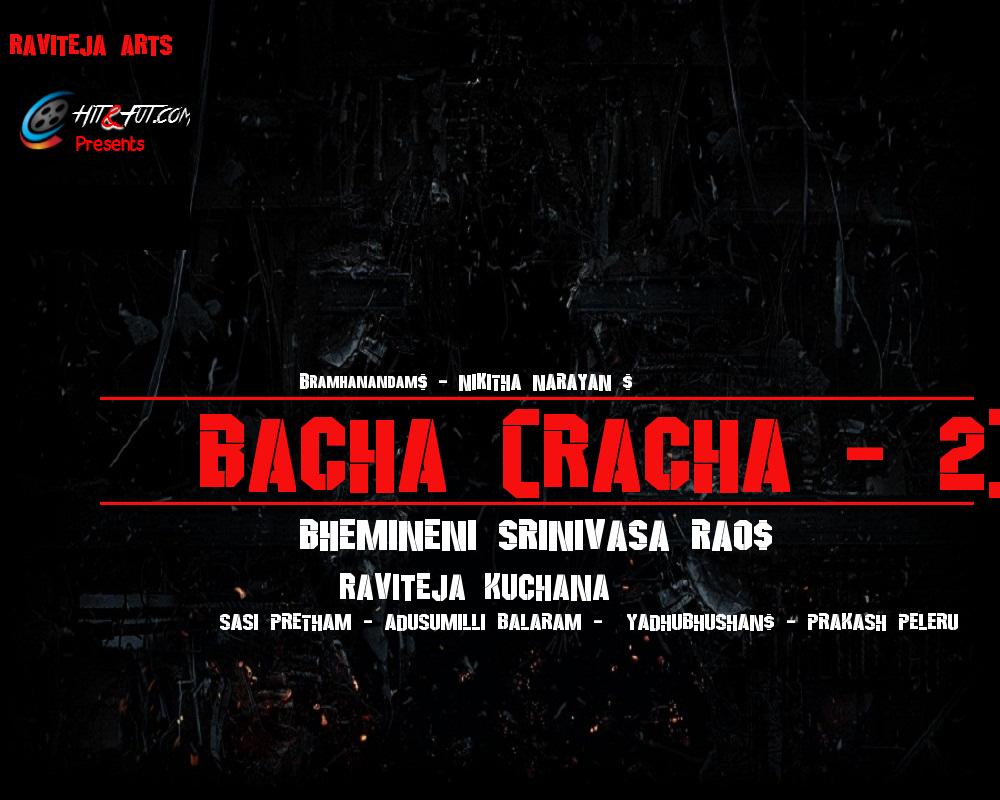 RAVITEJA ARTS
HIT&FUT.COM
Presents
BRAMHANANDAM$ - NIKITHA NARAYAN $
BACHA (RACHA - 2)
BHEMINENI SRINIVASA RAO$
RAVITEJA KUCHANA
SASI PRETHAM - ADUSUMILLI BALARAM - YADHUBHUSHAN$ - PRAKASH PELERU